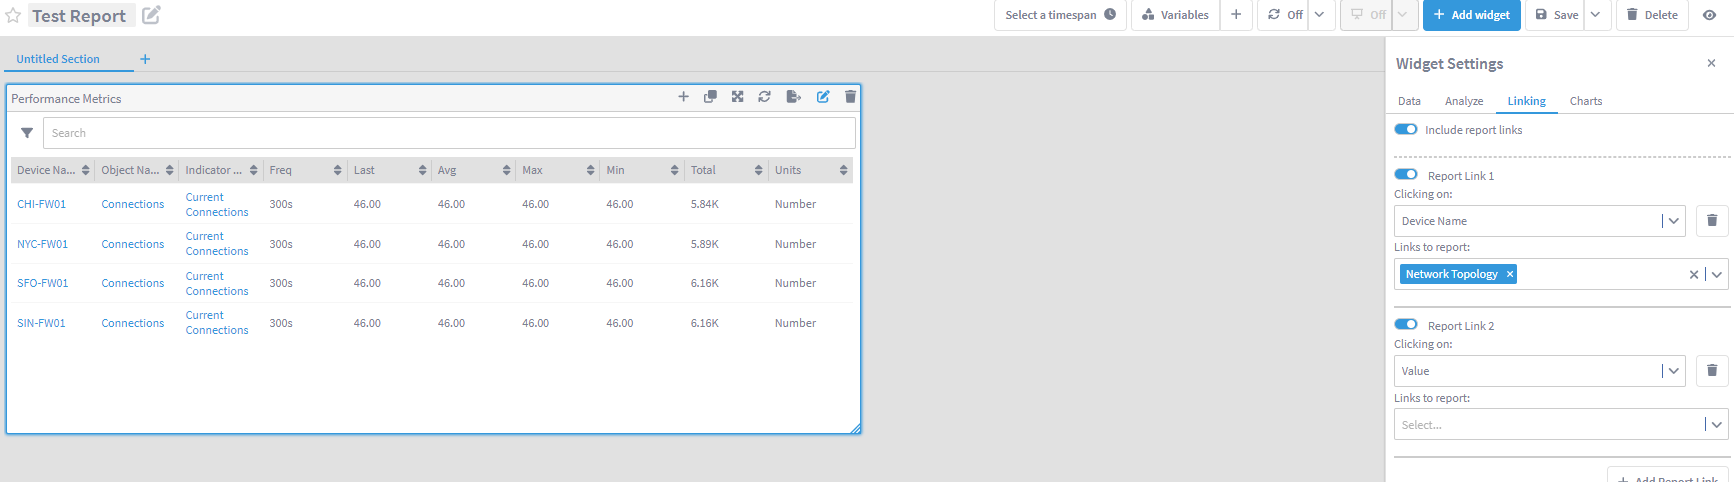 Test Report
Select a timespan
Variables
Off
Off
Add widget
Save
Delete
Untitled Section
Performance Metrics
Search
Device Na... Object Na... Indicator ... Freq Last Avg Max Min Total Units
CHI-FW01 Connections Current Connections 300s 46.00 46.00 46.00 46.00 5.84K Number
NYC-FW01 Connections Current Connections 300s 46.00 46.00 46.00 46.00 5.89K Number
SFO-FW01 Connections Current Connections 300s 46.00 46.00 46.00 46.00 6.16K Number
SIN-FW01 Connections Current Connections 300s 46.00 46.00 46.00 46.00 6.16K Number
Widget Settings
Data Analyze Linking Charts
Include report links
Report Link 1
Clicking on:
Device Name
Links to report:
Network Topology
Report Link 2
Clicking on:
Value
Links to report:
Select...
+ Add Report Link